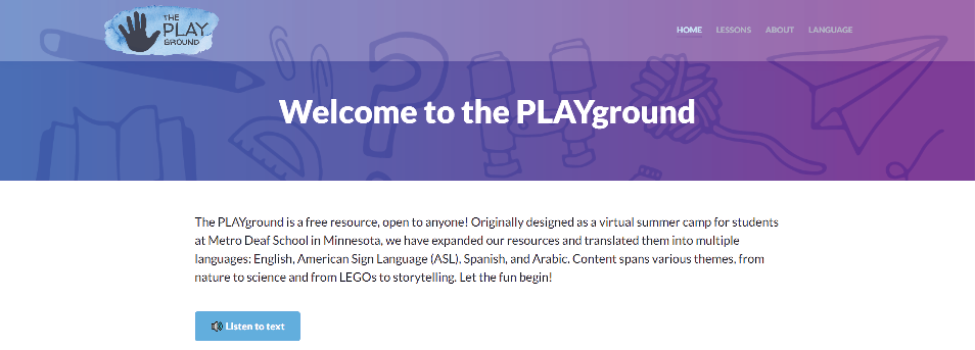 THE
PLAY
GROUND
HOME LESSONS ABOUT LANGUAGE
Welcome to the PLAYground
The PLAYground is a free resource, open to anyone! Originally designed as a virtual summer camp for students
at Metro Deaf School in Minnesota, we have expanded our resources and translated them into multiple
languages: English, American Sign Language (ASL), Spanish, and Arabic. Content spans various themes, from
nature to science and from LEGOs to storytelling. Let the fun begin!
Listen to text